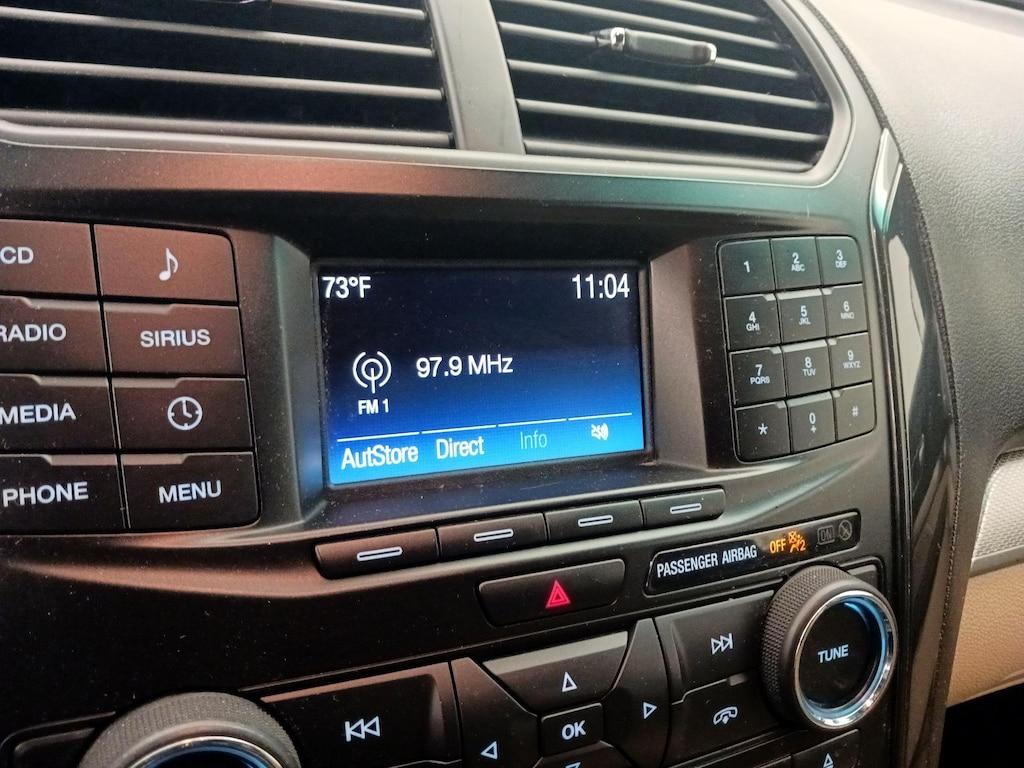 73°F 11:04
97.9 MHz
FM 1
AutStore Direct Info
CD
RADIO SIRIUS
MEDIA
PHONE MENU
1 2 ABC 3 DEF
4 GHI 5 JKL 6 MNO
7 PQRS 8 TUV 9 WXYZ
* 0 + #
PASSENGER AIRBAG OFF 2 ON
TUNE
OK